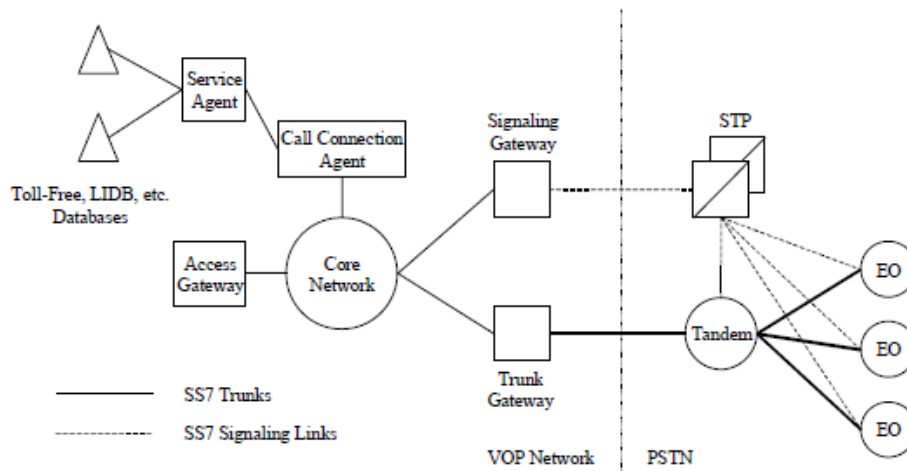 Service
Agent
Call Connection
Agent
Toll-Free, LIDB, etc.
Databases
Access
Gateway
Core
Network
Signaling
Gateway
STP
Trunk
Gateway
Tandem
EO
EO
EO
SS7 Trunks
SS7 Signaling Links
VOP Network
PSTN